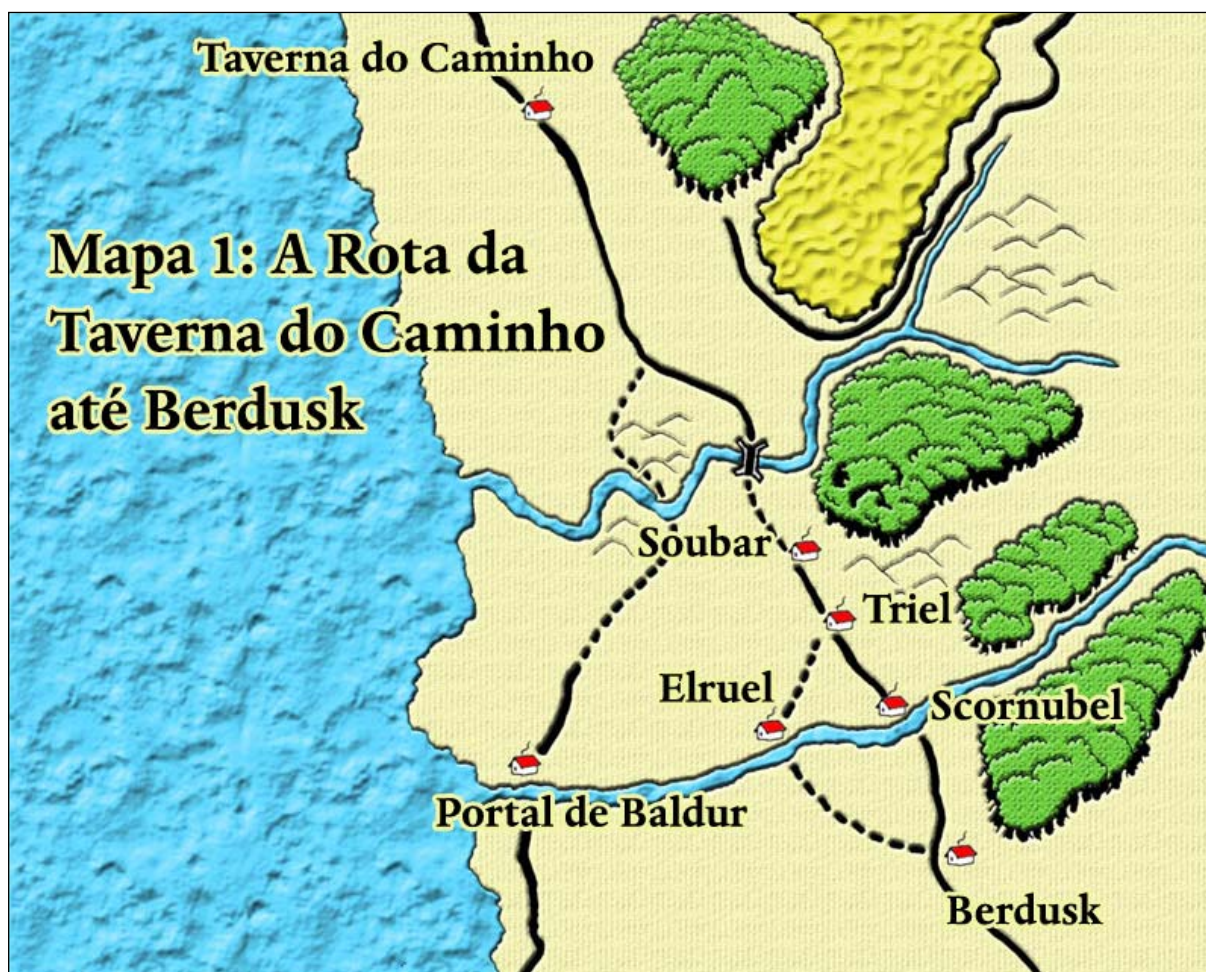 Taverna do Caminho
Mapa 1: A Rota da
Taverna do Caminho
até Berdusk
Soubar
Triel
Elruel
Scornubel
Portal de Baldur
Berdusk